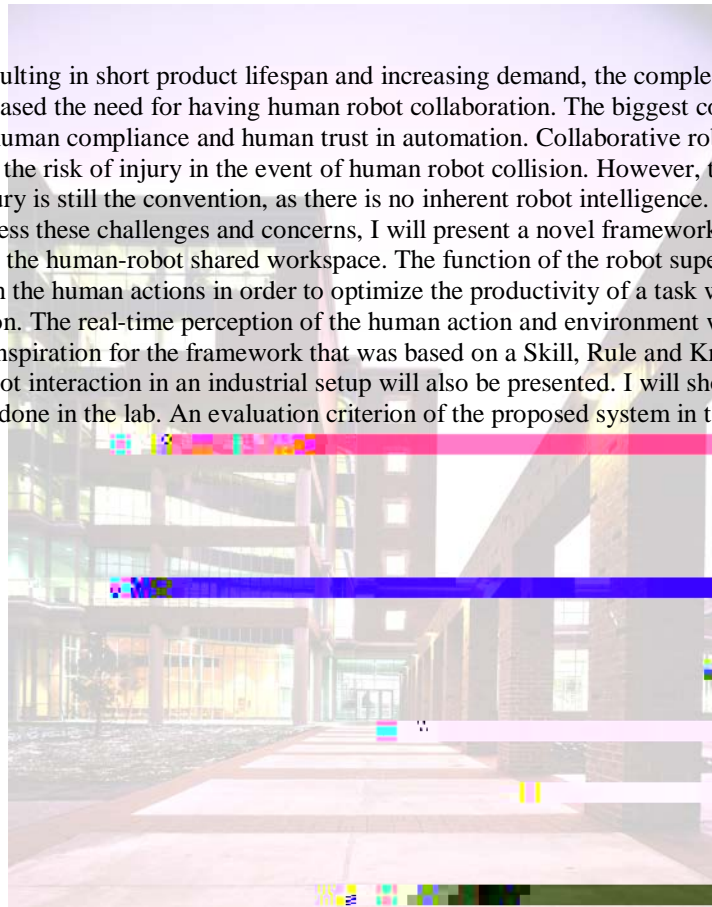 ulting in short product lifespan and increasing demand, the comple
ased the need for having human robot collaboration. The biggest co
uman compliance and human trust in automation. Collaborative ro
the risk of injury in the event of human robot collision. However, t
ury is still the convention, as there is no inherent robot intelligence.
ess these challenges and concerns, I will present a novel framework
the human-robot shared workspace. The function of the robot supe
n the human actions in order to optimize the productivity of a task w
on. The real-time perception of the human action and environment w
nspiration for the framework that was based on a Skill, Rule and Kn
ot interaction in an industrial setup will also be presented. I will sho
done in the lab. An evaluation criterion of the proposed system in t